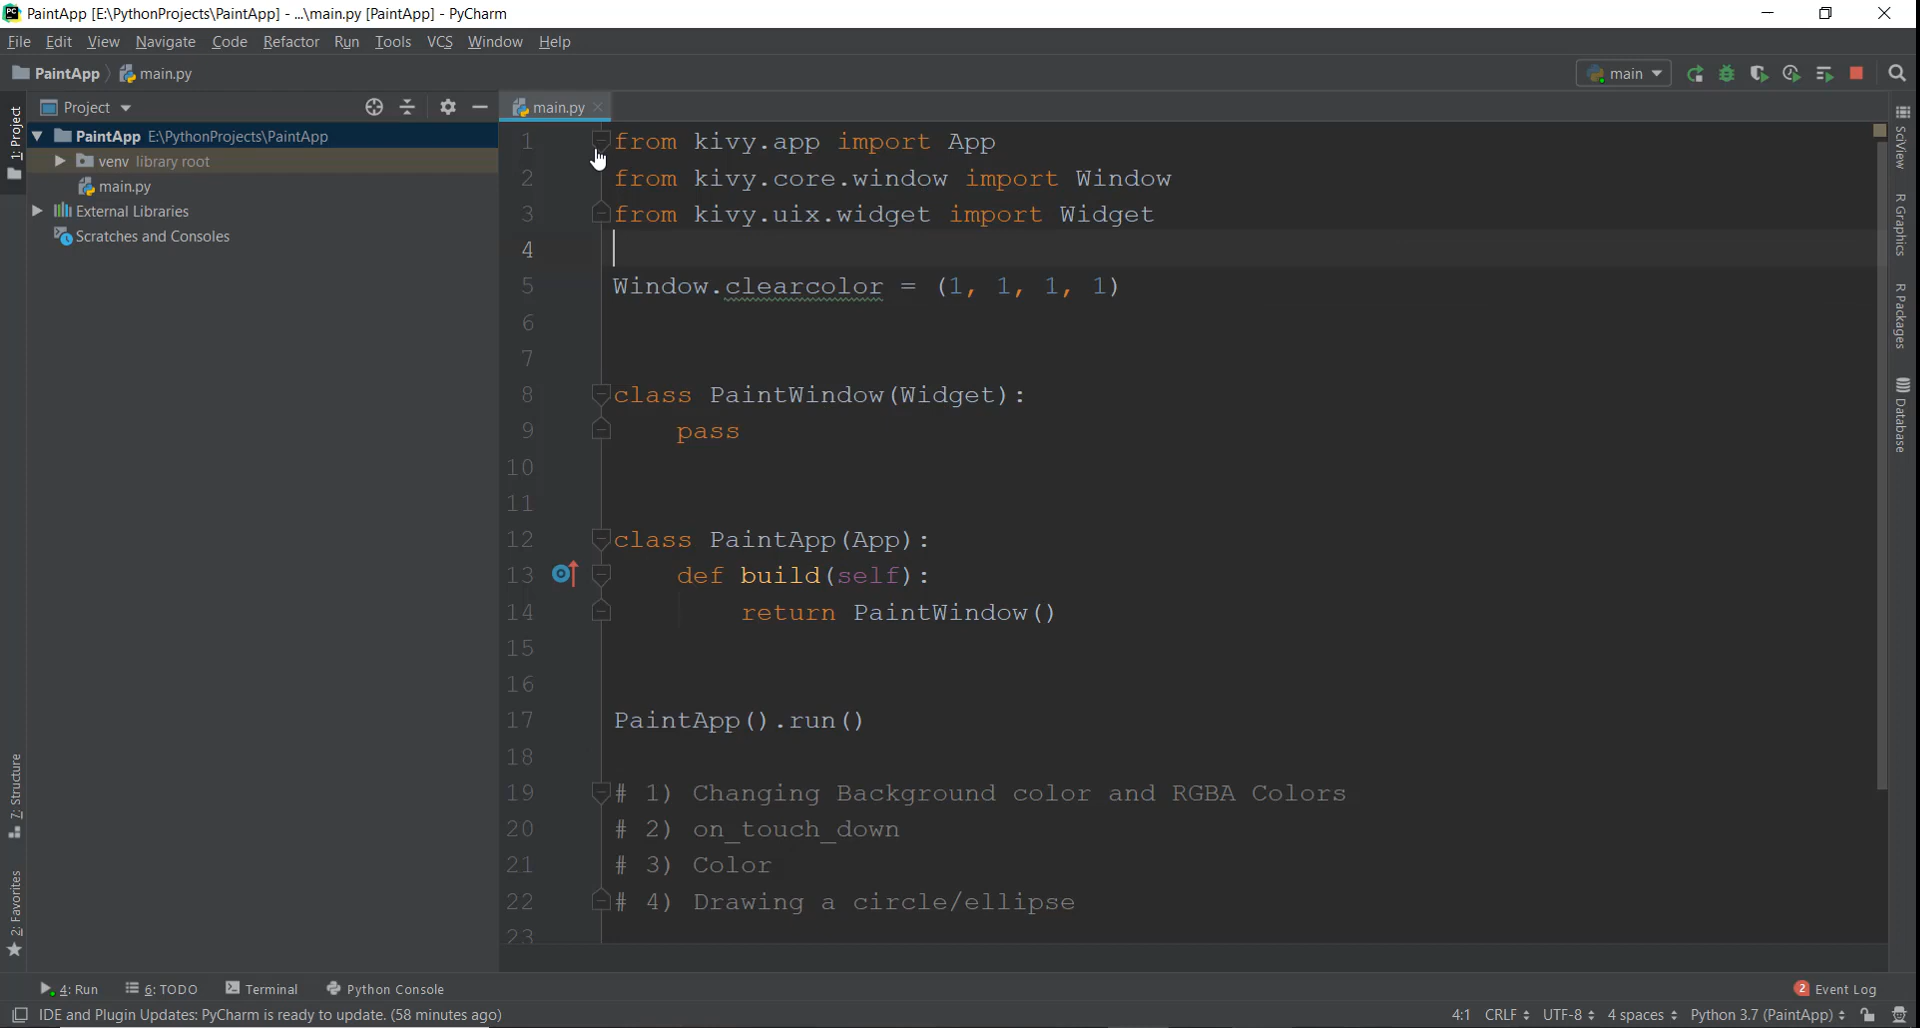 PaintApp [E:\PythonProjects\PaintApp] - ...\main.py [PaintApp] - PyCharm
File Edit View Navigate Code Refactor Run Tools VCS Window Help
PaintApp main.py main
Project main.py
1: Project
7: Structure
2: Favorites
PaintApp E:\PythonProjects\PaintApp
venv library root
main.py
External Libraries
Scratches and Consoles
1 from kivy.app import App
2 from kivy.core.window import Window
3 from kivy.uix.widget import Widget
4
5 Window.clearcolor = (1, 1, 1, 1)
6
7
8 class PaintWindow(Widget):
9 pass
10
11
12 class PaintApp(App):
13 def build(self):
14 return PaintWindow()
15
16
17 PaintApp().run()
18
19 # 1) Changing Background color and RGBA Colors
20 # 2) on_touch_down
21 # 3) Color
22 # 4) Drawing a circle/ellipse
23
SciView
R Graphics
R Packages
Database
4: Run 6: TODO Terminal Python Console 2 Event Log
IDE and Plugin Updates: PyCharm is ready to update. (58 minutes ago) 4:1 CRLF UTF-8 4 spaces Python 3.7 (PaintApp)